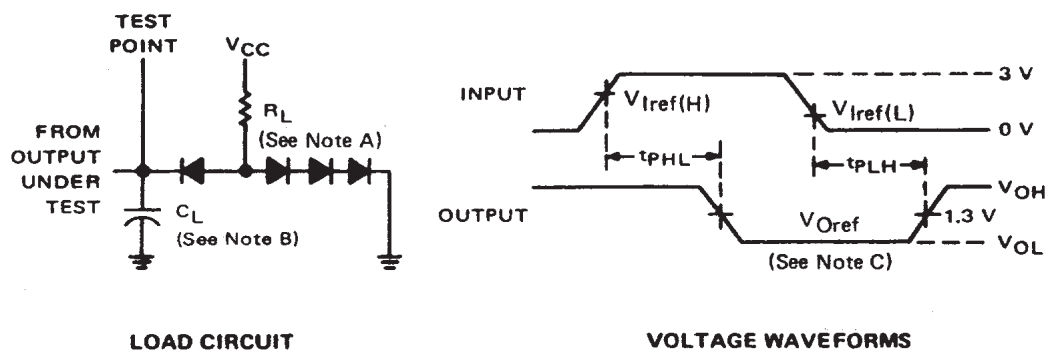 TEST
POINT
VCC
RL
(See Note A)
FROM
OUTPUT
UNDER
TEST
CL
(See Note B)
LOAD CIRCUIT
INPUT
VIref(H)
VIref(L)
3 V
0 V
tPHL
tPLH
OUTPUT
VOref
(See Note C)
VOH
1.3 V
VOL
VOLTAGE WAVEFORMS